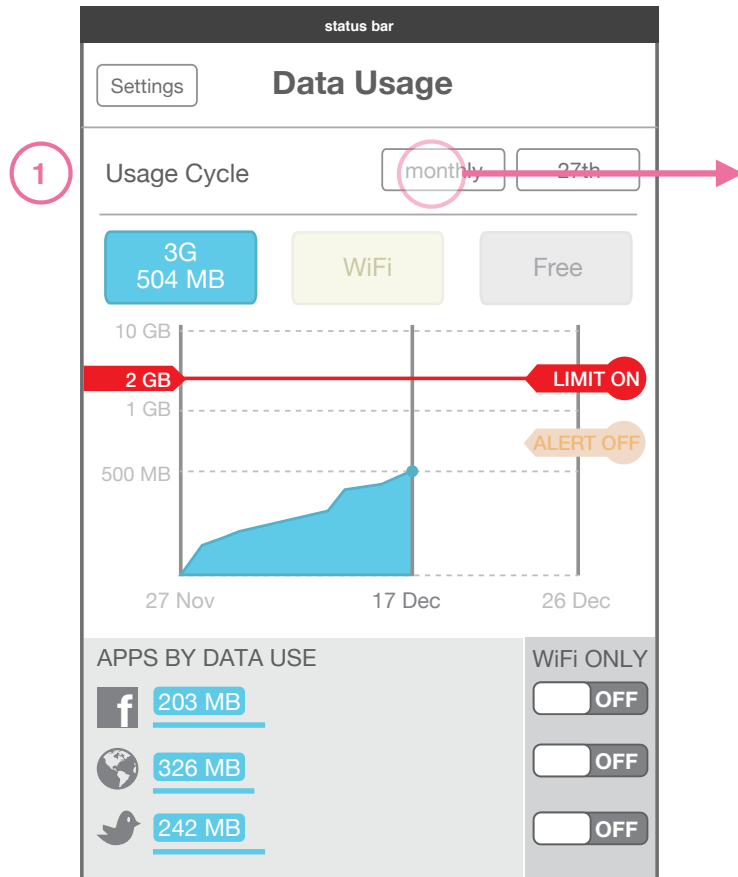 status bar
Settings
Data Usage
1
Usage Cycle
monthly
27th
3G
504 MB
WiFi
Free
10 GB
2 GB
LIMIT ON
1 GB
ALERT OFF
500 MB
27 Nov
17 Dec
26 Dec
APPS BY DATA USE
WiFi ONLY
f
203 MB
OFF
326 MB
OFF
242 MB
OFF